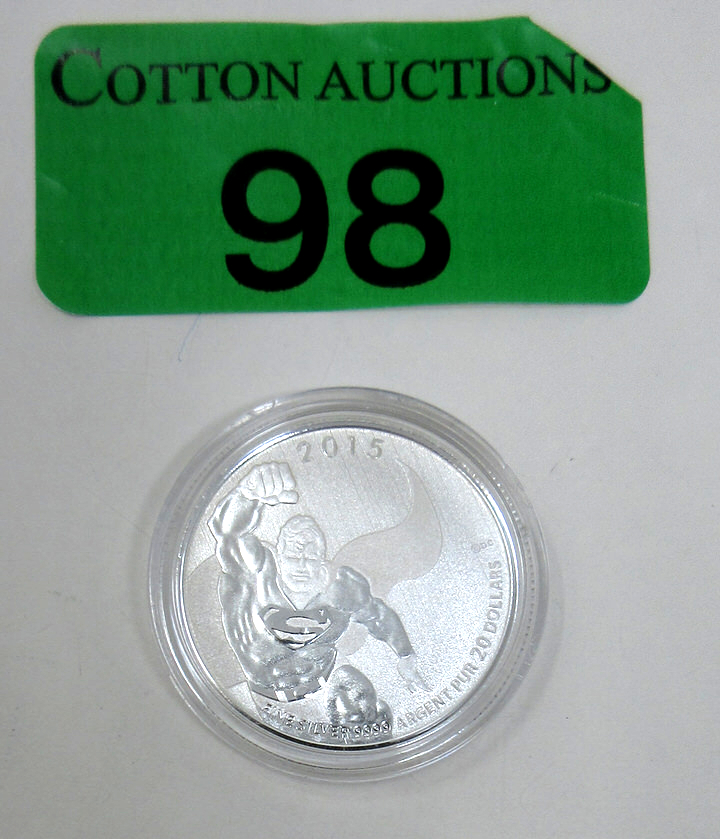 COTTON AUCTIONS
98
2015
FINE SILVER 9999 ARGENT PUR 20 DOLLARS